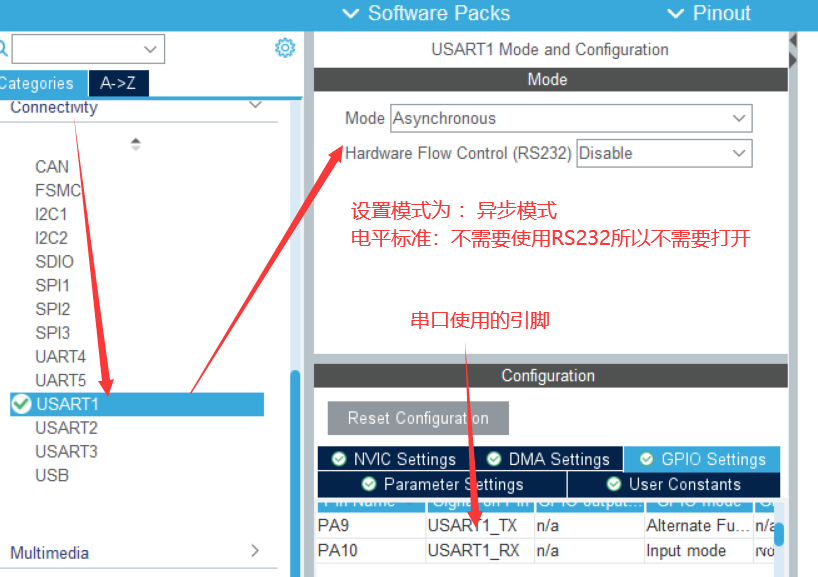 Software Packs
Pinout
Categories
A->Z
Connectivity
CAN
FSMC
I2C1
I2C2
SDIO
SPI1
SPI2
SPI3
UART4
UART5
USART1
USART2
USART3
USB
Multimedia
USART1 Mode and Configuration
Mode
Mode Asynchronous
Hardware Flow Control (RS232) Disable
设置模式为 ：异步模式
电平标准：不需要使用RS232所以不需要打开
串口使用的引脚
Configuration
Reset Configuration
NVIC Settings
DMA Settings
GPIO Settings
Parameter Settings
User Constants
Pin Name Signal on Pin GPIO output... GPIO mode
PA9 USART1_TX n/a Alternate Fu... n/a
PA10 USART1_RX n/a Input mode